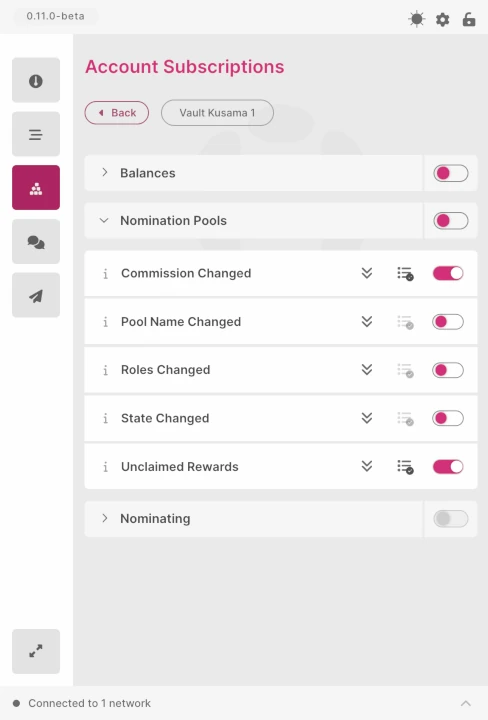 0.11.0-beta
Account Subscriptions
Back
Vault Kusama 1
Balances
Nomination Pools
Commission Changed
Pool Name Changed
Roles Changed
State Changed
Unclaimed Rewards
Nominating
Connected to 1 network